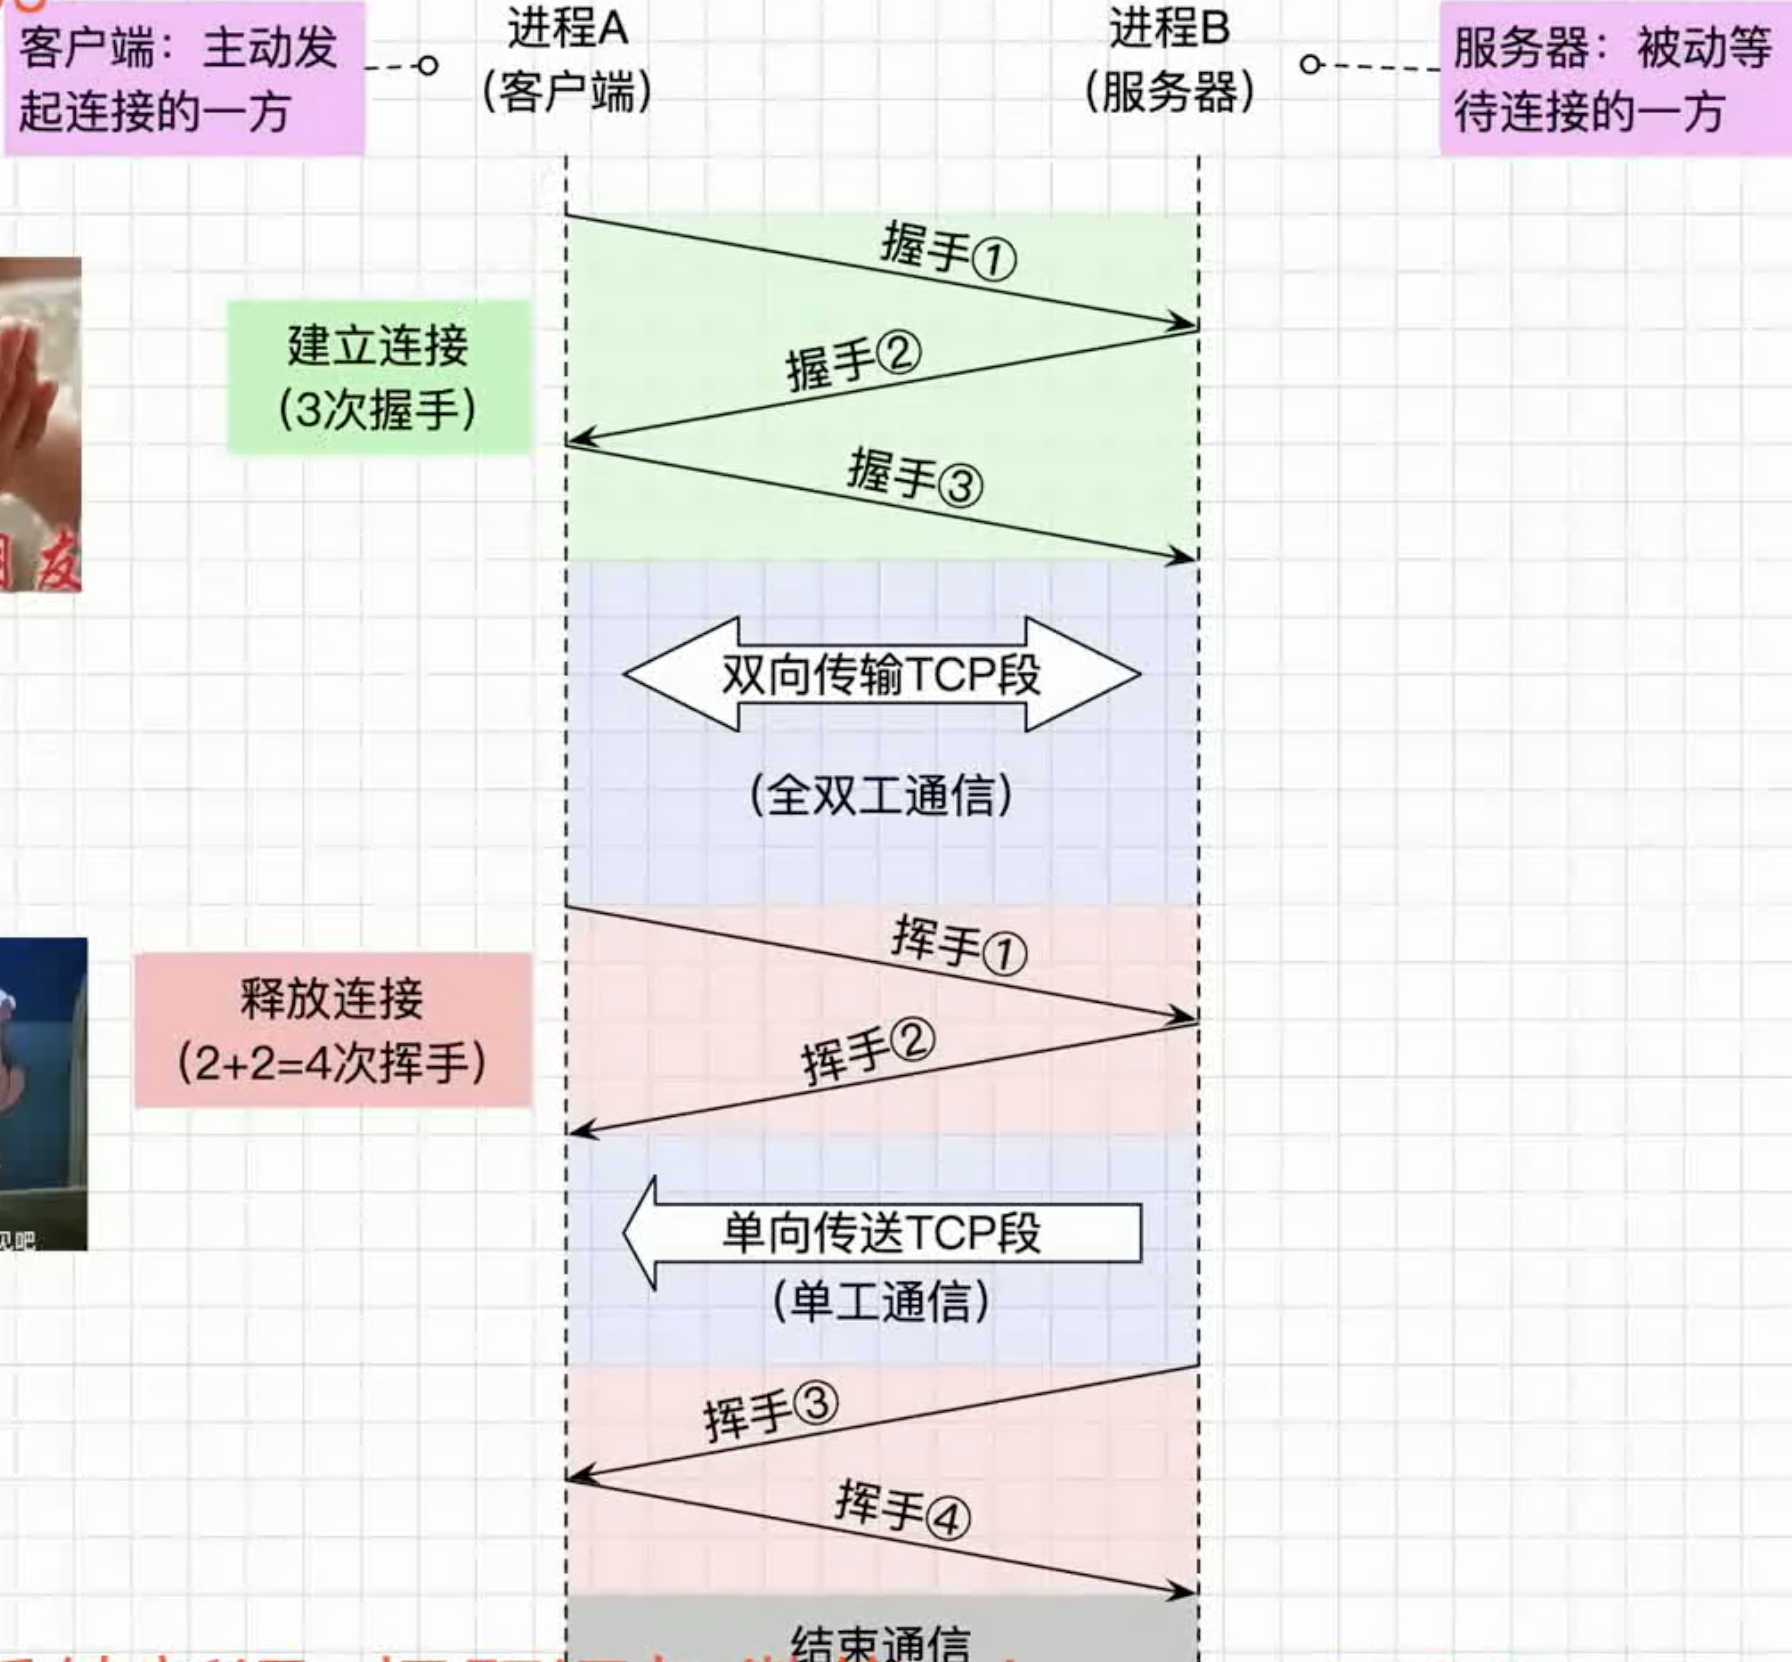 客户端：主动发
起连接的一方
进程A
(客户端)
进程B
(服务器)
服务器：被动等
待连接的一方
握手①
建立连接
(3次握手)
握手②
握手③
友
双向传输TCP段
(全双工通信)
挥手①
释放连接
(2+2=4次挥手)
挥手②
单向传送TCP段
(单工通信)
见吧
挥手③
挥手④
结束通信